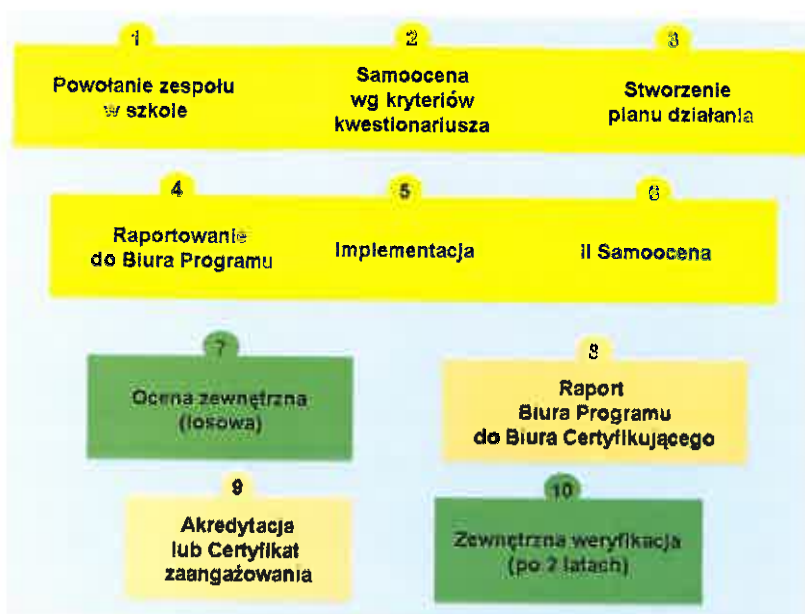 1
Powołanie zespołu
w szkole
2
Samoocena
wg kryteriów
kwestionariusza
3
Stworzenie
planu działania
4
Raportowanie
do Biura Programu
5
Implementacja
6
II Samoocena
7
Ocena zewnętrzna
(losowa)
8
Raport
Biura Programu
do Biura Certyfikującego
9
Akredytacja
lub Certyfikat
zaangażowania
10
Zewnętrzna weryfikacja
(po 2 latach)